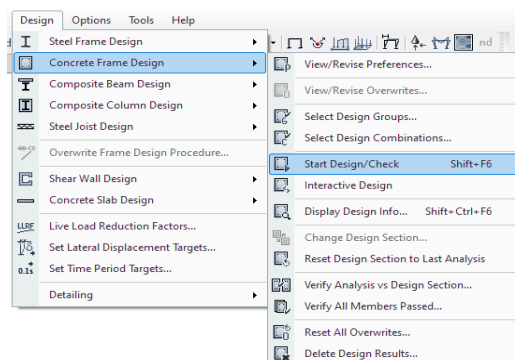 Design Options Tools Help
Steel Frame Design
Concrete Frame Design
Composite Beam Design
Composite Column Design
Steel Joist Design
Overwrite Frame Design Procedure...
Shear Wall Design
Concrete Slab Design
LLRF Live Load Reduction Factors...
Set Lateral Displacement Targets...
0.1s Set Time Period Targets...
Detailing
nd
View/Revise Preferences...
View/Revise Overwrites...
Select Design Groups...
Select Design Combinations...
Start Design/Check Shift+F6
Interactive Design
Display Design Info... Shift+Ctrl+F6
Change Design Section...
Reset Design Section to Last Analysis
Verify Analysis vs Design Section...
Verify All Members Passed...
Reset All Overwrites...
Delete Design Results...